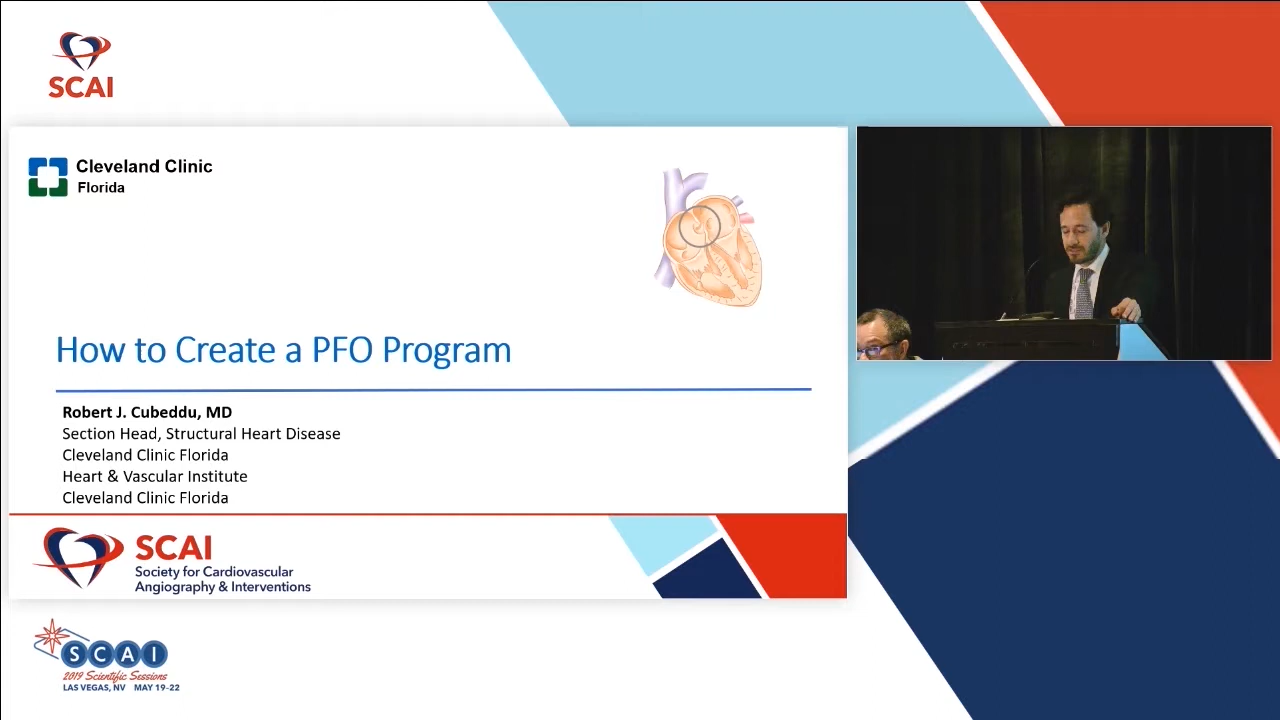 SCAI
Cleveland Clinic
Florida
How to Create a PFO Program
Robert J. Cubeddu, MD
Section Head, Structural Heart Disease
Cleveland Clinic Florida
Heart & Vascular Institute
Cleveland Clinic Florida
SCAI
Society for Cardiovascular
Angiography & Interventions
SCAI
2019 Scientific Sessions
LAS VEGAS, NV MAY 19-22